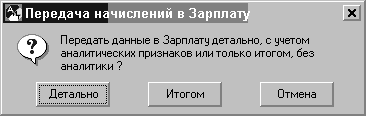 Передача начислений в Зарплату
Передать данные в Зарплату детально, с учетом
аналитических признаков или только итогом, без
аналитики ?
Детально Итогом Отмена